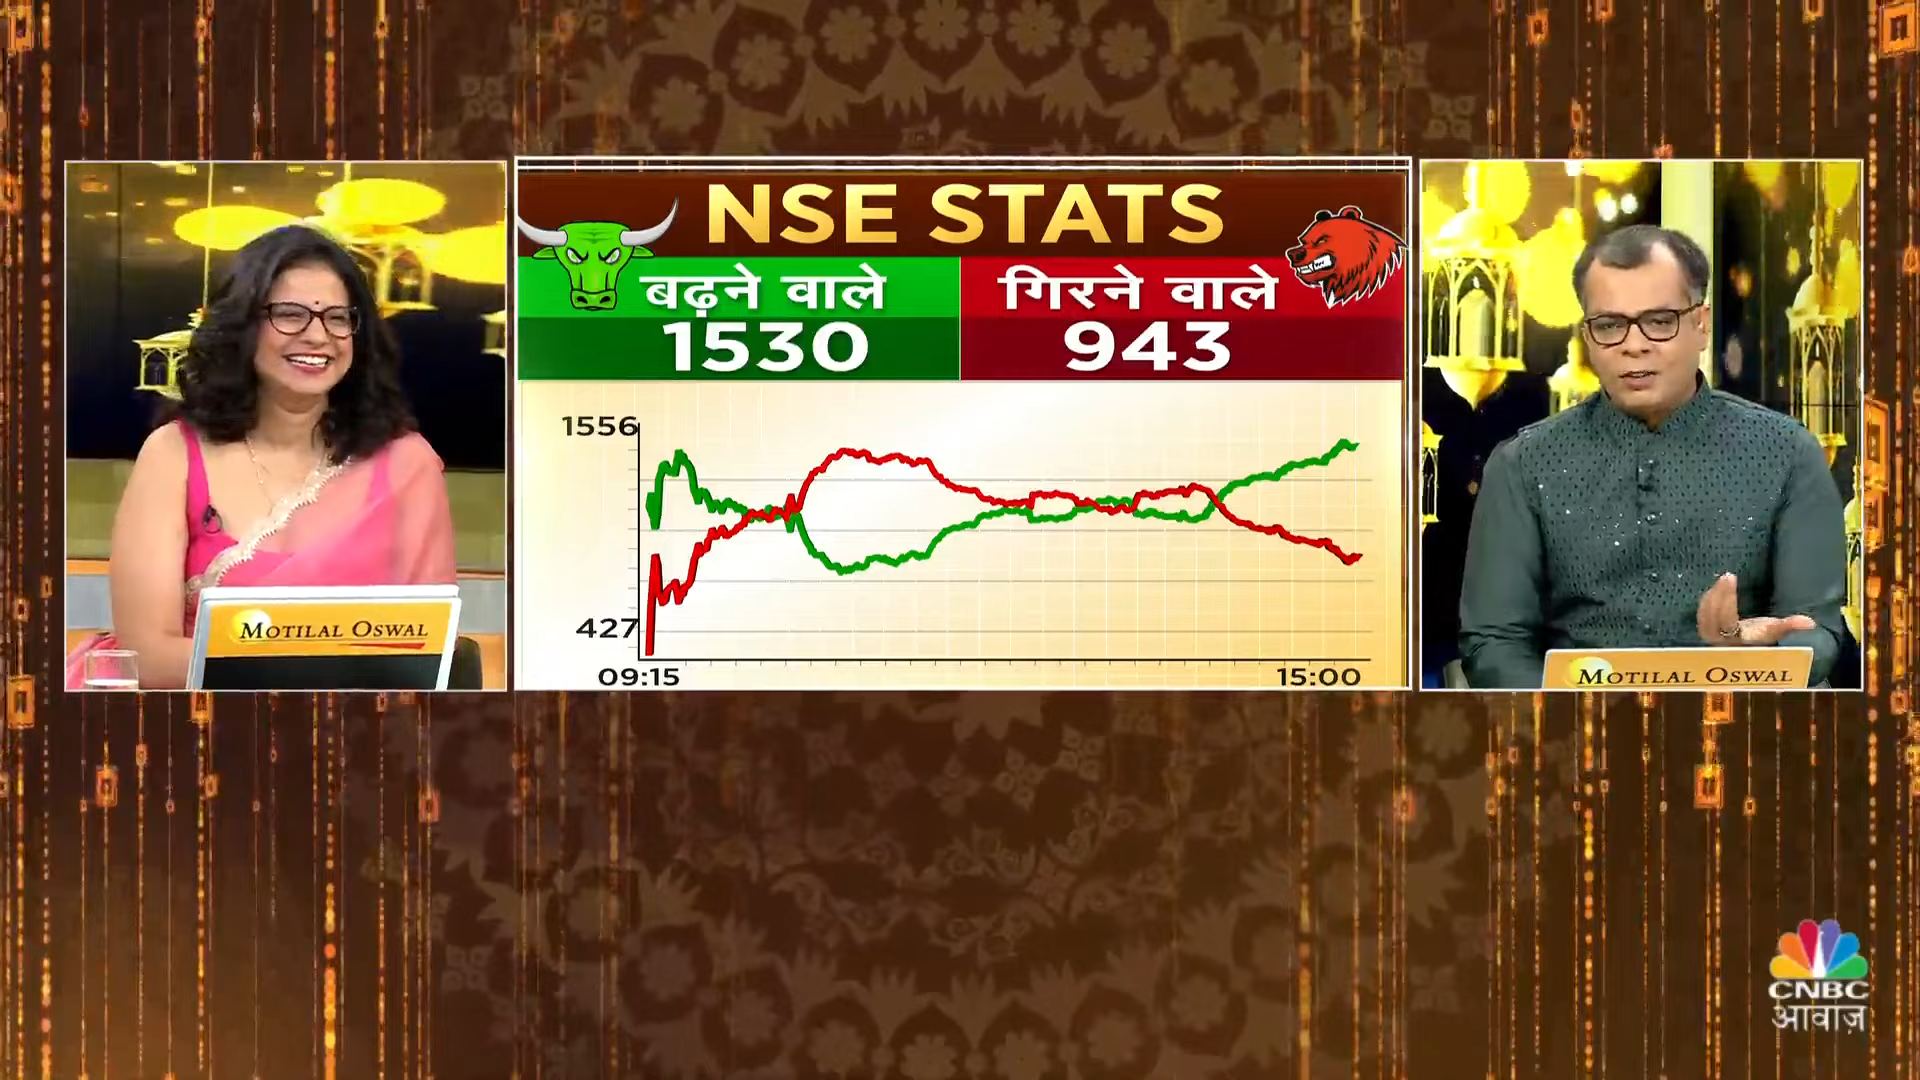 NSE STATS
बढ़ने वाले
1530
गिरने वाले
943
1556
427
09:15
15:00
MOTILAL OSWAL
MOTILAL OSWAL
CNBC
आवाज़